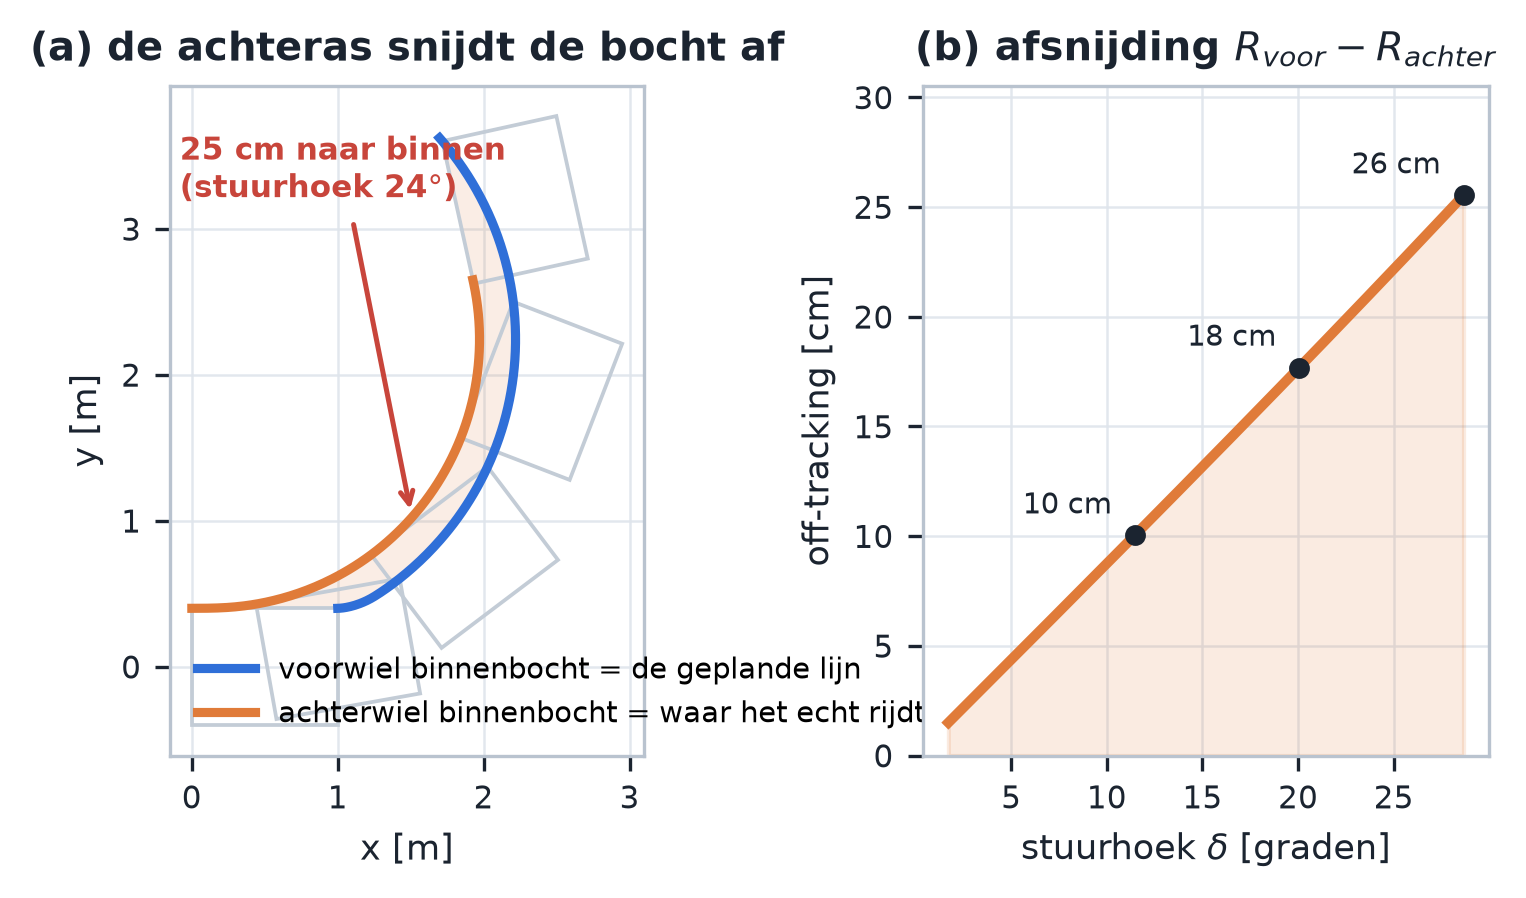 (a) de achteras snijdt de bocht af
25 cm naar binnen
(stuurhoek 24°)
3
2
1
0
y [m]
voorwiel binnenbocht = de geplande lijn
achterwiel binnenbocht = waar het echt rijdt
0 1 2 3
x [m]
(b) afsnijding R_voor − R_achter
30
25
20
15
10
5
0
off-tracking [cm]
26 cm
18 cm
10 cm
5 10 15 20 25
stuurhoek δ [graden]